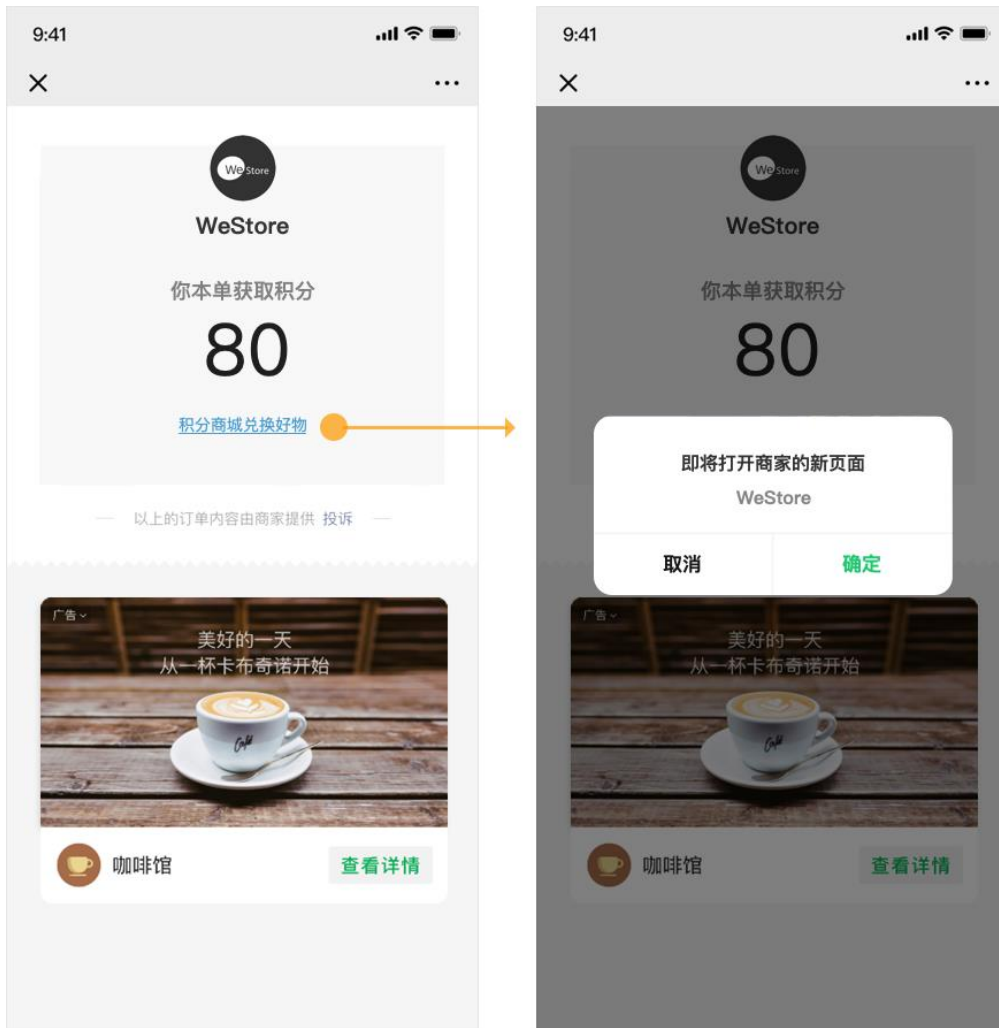 9:41
WeStore
WeStore
你本单获取积分
80
积分商城兑换好物
以上的订单内容由商家提供 投诉
广告
美好的一天
从一杯卡布奇诺开始
Café
咖啡馆
查看详情
9:41
WeStore
WeStore
你本单获取积分
80
即将打开商家的新页面
WeStore
取消
确定
广告
美好的一天
从一杯卡布奇诺开始
Café
咖啡馆
查看详情